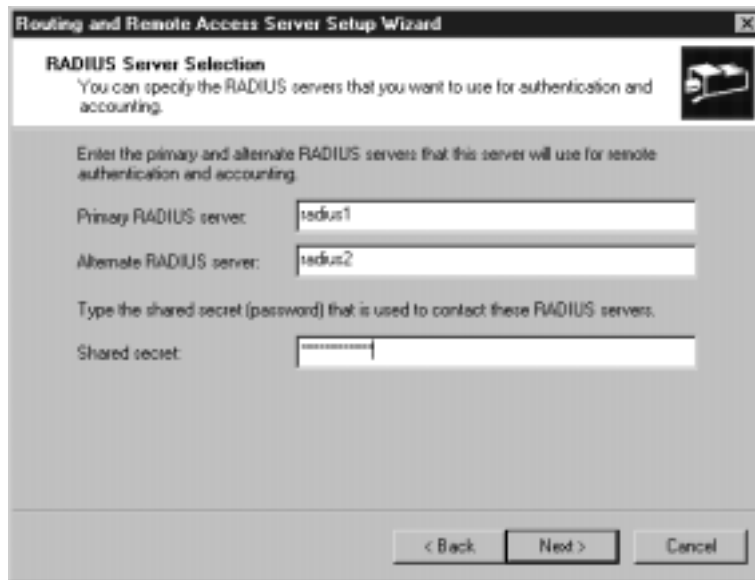 Routing and Remote Access Server Setup Wizard
RADIUS Server Selection
You can specify the RADIUS servers that you want to use for authentication and
accounting.
Enter the primary and alternate RADIUS servers that this server will use for remote
authentication and accounting.
Primary RADIUS server: radius1
Alternate RADIUS server: radius2
Type the shared secret (password) that is used to contact these RADIUS servers.
Shared secret:
< Back Next > Cancel